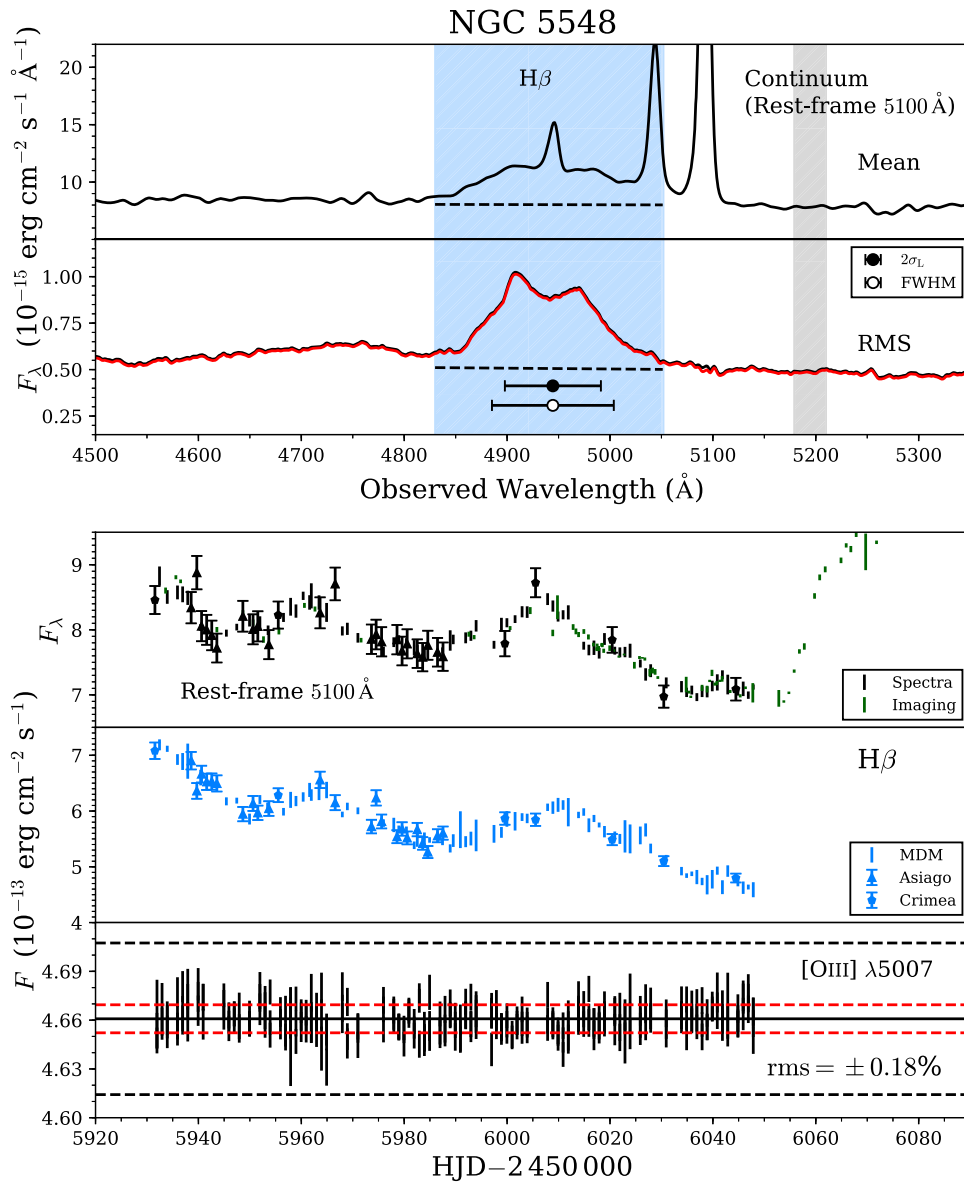 NGC 5548
20
15
10
Hβ
Continuum
(Rest-frame 5100 Å)
Mean
1.00
0.75
0.50
0.25
2σL
FWHM
RMS
Fλ (10−15 erg cm−2 s−1 Å−1)
4500 4600 4700 4800 4900 5000 5100 5200 5300
Observed Wavelength (Å)
9
8
7
Fλ
Rest-frame 5100 Å
Spectra
Imaging
7
6
5
4
Hβ
MDM
Asiago
Crimea
F (10−13 erg cm−2 s−1)
4.69
4.66
4.63
4.60
[OIII] λ5007
rms = ±0.18%
5920 5940 5960 5980 6000 6020 6040 6060 6080
HJD−2 450 000